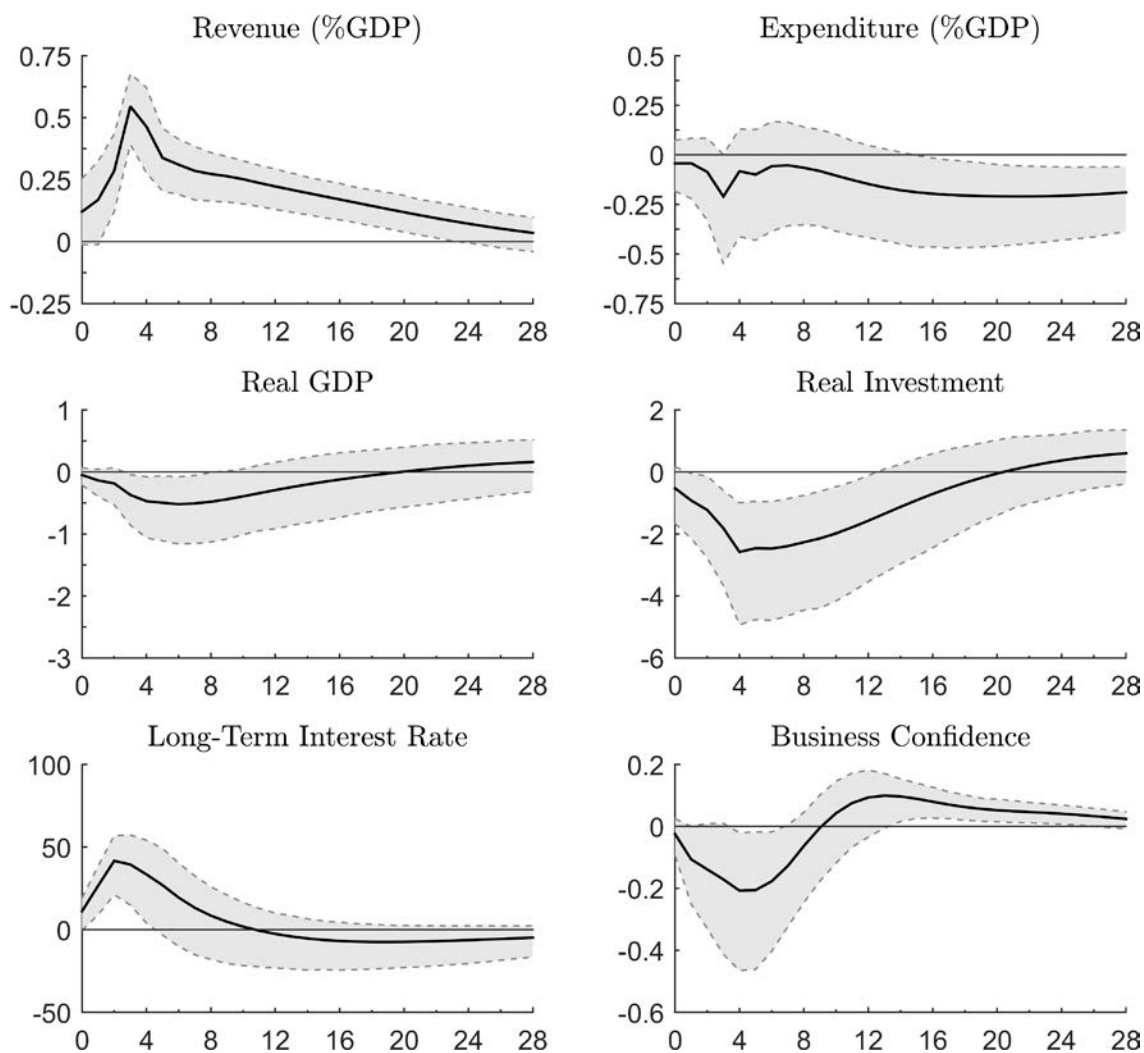 Revenue (%GDP)
0.75
0.5
0.25
0
-0.25
0 4 8 12 16 20 24 28
Expenditure (%GDP)
0.5
0.25
0
-0.25
-0.5
-0.75
0 4 8 12 16 20 24 28
Real GDP
1
0
-1
-2
-3
0 4 8 12 16 20 24 28
Real Investment
2
0
-2
-4
-6
0 4 8 12 16 20 24 28
Long-Term Interest Rate
100
50
0
-50
0 4 8 12 16 20 24 28
Business Confidence
0.2
0
-0.2
-0.4
-0.6
0 4 8 12 16 20 24 28